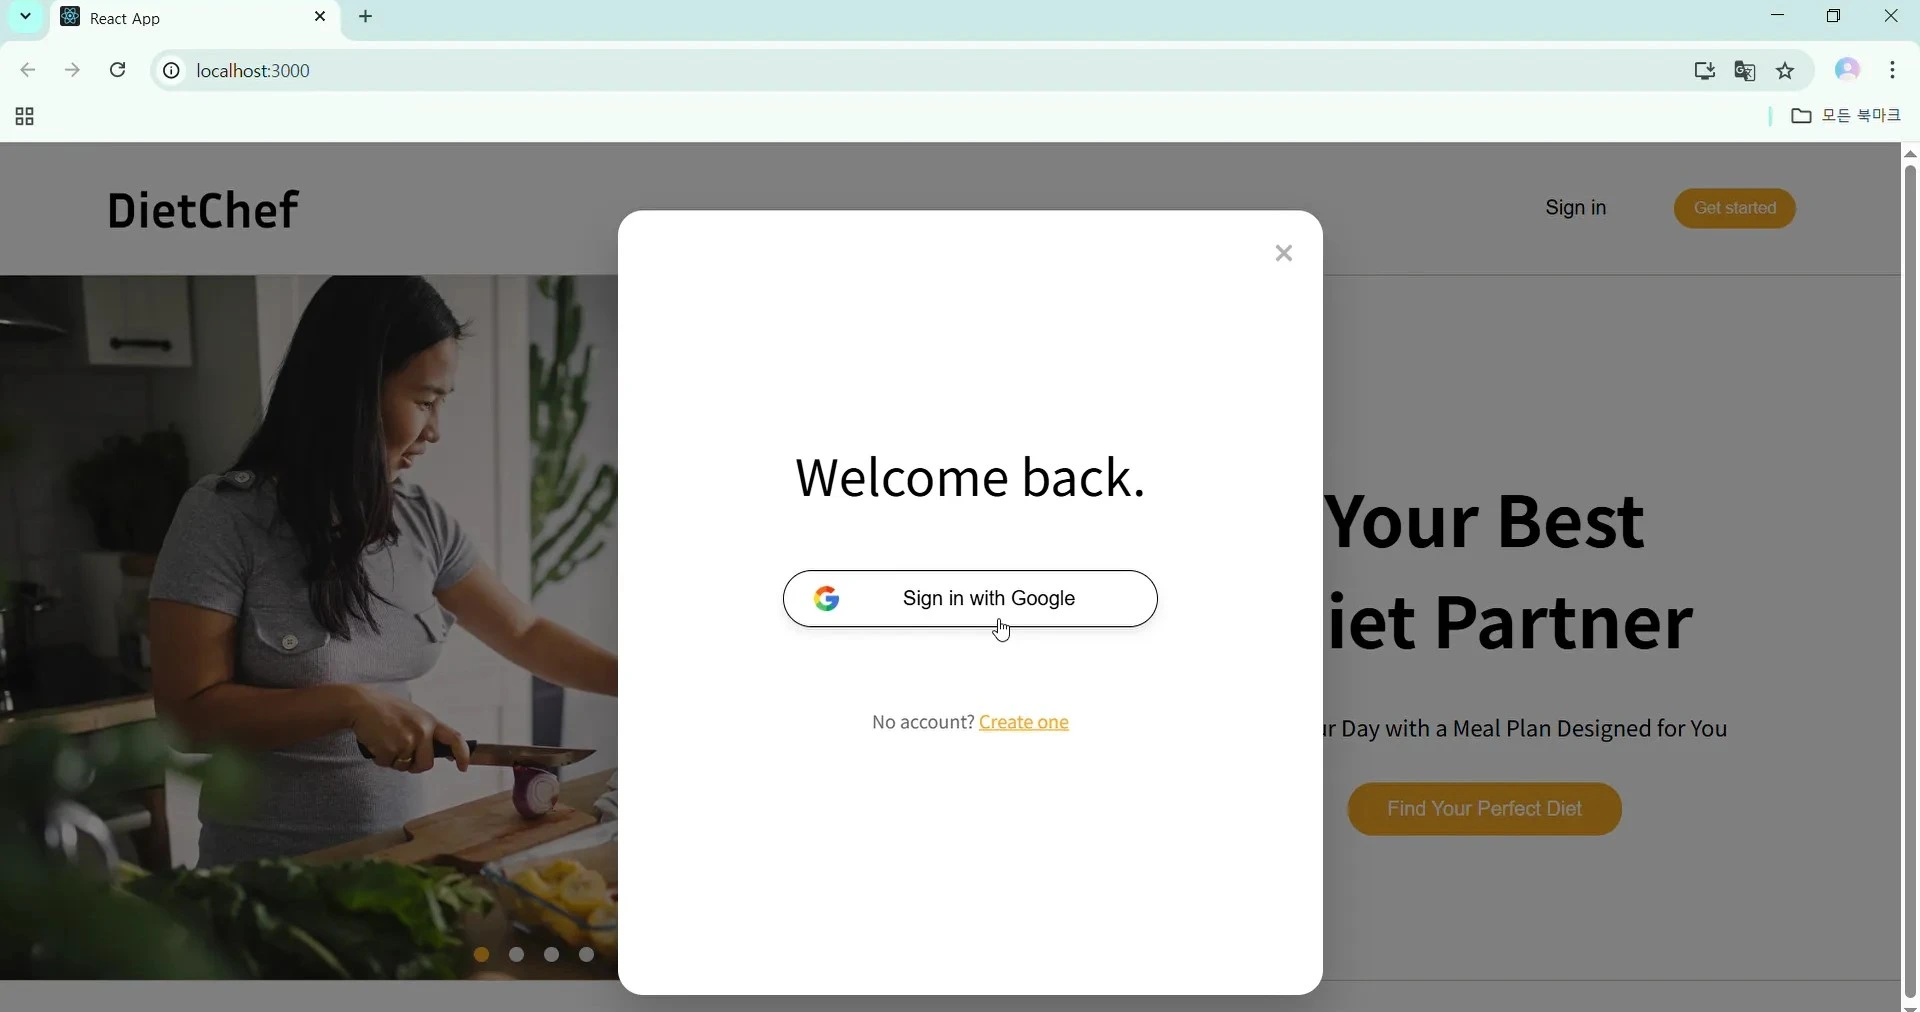 React App
localhost:3000
모든 북마크
DietChef
Sign in
Get started
Welcome back.
Sign in with Google
No account? Create one
Your Best
iet Partner
ur Day with a Meal Plan Designed for You
Find Your Perfect Diet